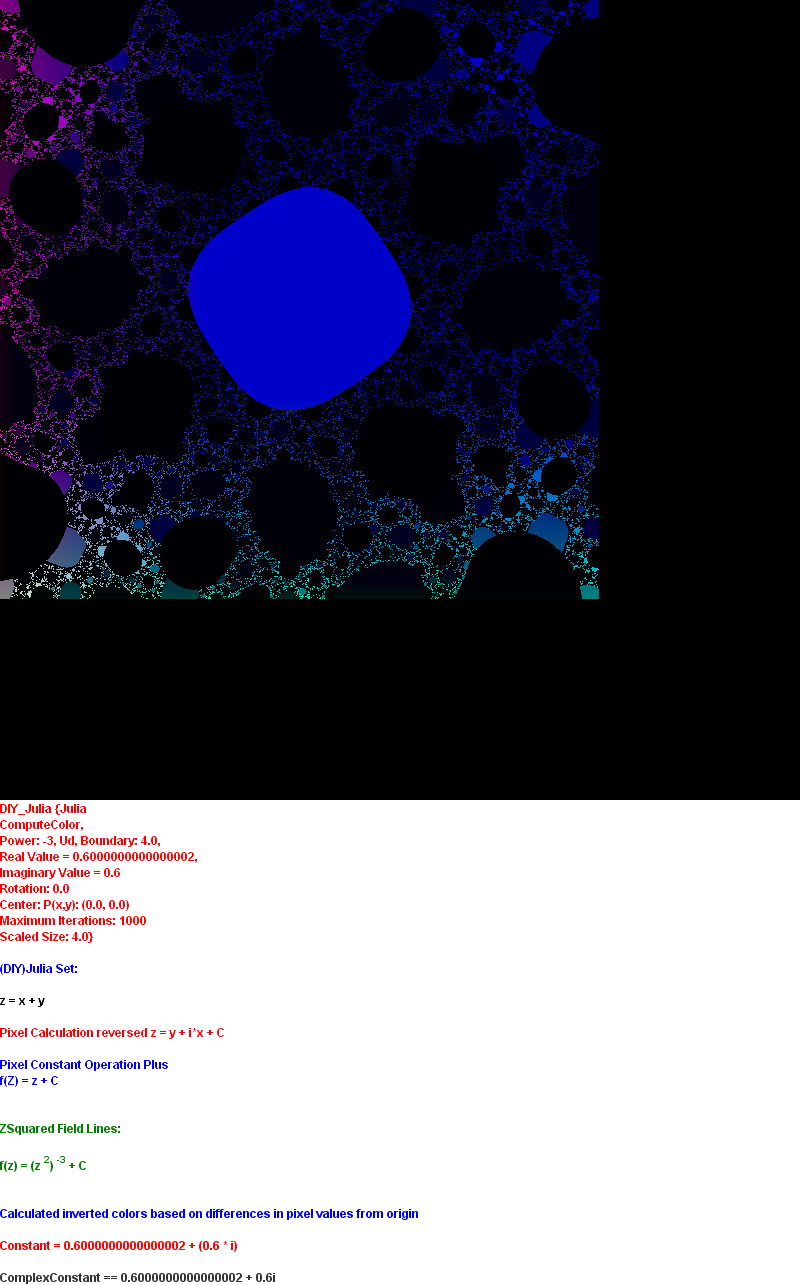 DIY_Julia {Julia
ComputeColor,
Power: -3, Ud, Boundary: 4.0,
Real Value = 0.6000000000000002,
Imaginary Value = 0.6
Rotation: 0.0
Center: P(x,y): (0.0, 0.0)
Maximum Iterations: 1000
Scaled Size: 4.0}
(DIY)Julia Set:
z = x + y
Pixel Calculation reversed z = y + i*x + C
Pixel Constant Operation Plus
f(Z) = z + C
ZSquared Field Lines:
f(z) = (z 2) -3 + C
Calculated inverted colors based on differences in pixel values from origin
Constant = 0.6000000000000002 + (0.6 * i)
ComplexConstant == 0.6000000000000002 + 0.6i